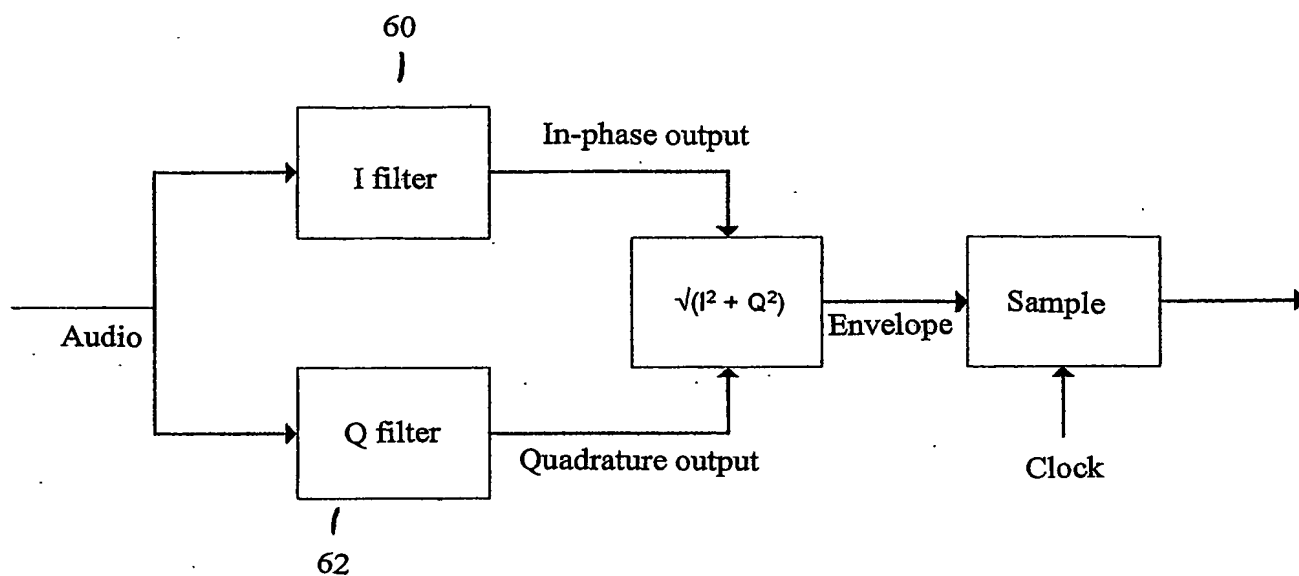 60
I filter
In-phase output
√(I² + Q²)
Envelope
Sample
Audio
Q filter
Quadrature output
Clock
62